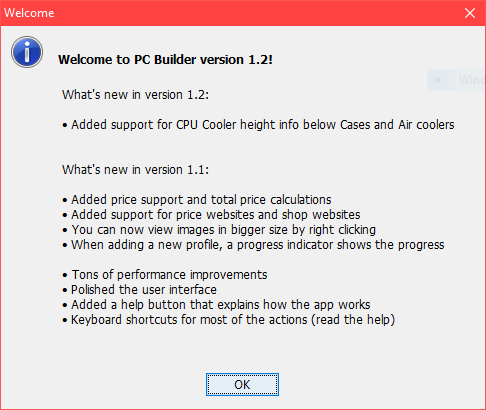 Welcome
Welcome to PC Builder version 1.2!
What's new in version 1.2:
• Added support for CPU Cooler height info below Cases and Air coolers
What's new in version 1.1:
• Added price support and total price calculations
• Added support for price websites and shop websites
• You can now view images in bigger size by right clicking
• When adding a new profile, a progress indicator shows the progress
• Tons of performance improvements
• Polished the user interface
• Added a help button that explains how the app works
• Keyboard shortcuts for most of the actions (read the help)
OK